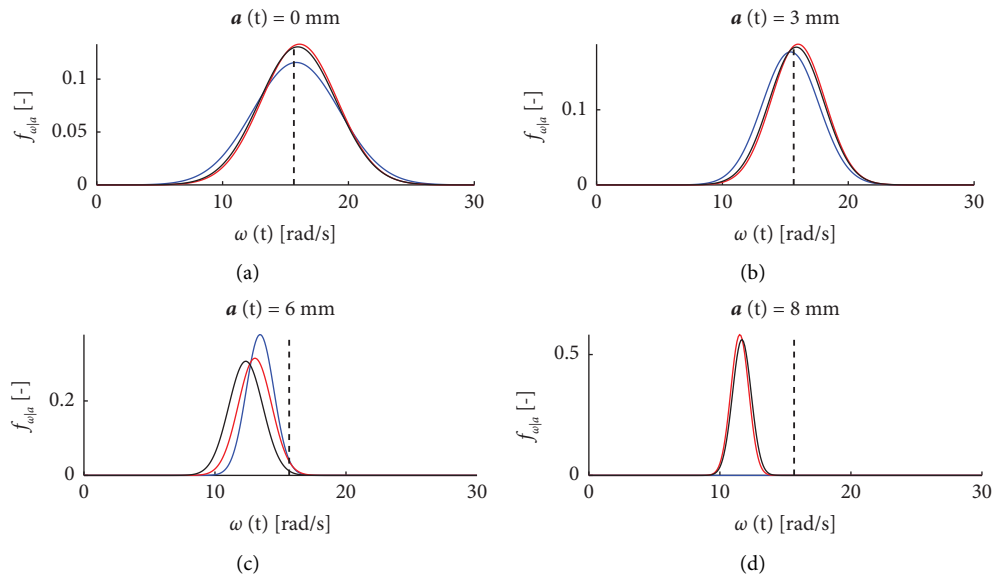 a (t) = 0 mm
0.1
0.05
0
f ω|a [-]
0 10 20 30
ω (t) [rad/s]
(a)
a (t) = 3 mm
0.1
0
f ω|a [-]
0 10 20 30
ω (t) [rad/s]
(b)
a (t) = 6 mm
0.2
0
f ω|a [-]
0 10 20 30
ω (t) [rad/s]
(c)
a (t) = 8 mm
0.5
0
f ω|a [-]
0 10 20 30
ω (t) [rad/s]
(d)